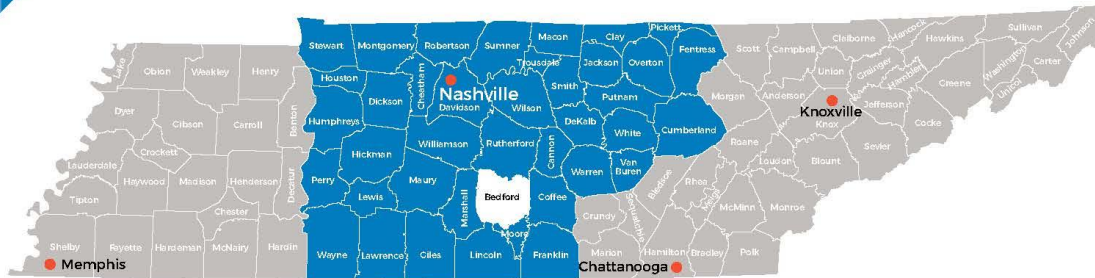 Lake
Obion
Weakley
Henry
Dyer
Gibson
Carroll
Benton
Lauderdale
Crockett
Haywood
Madison
Henderson
Decatur
Tipton
Chester
Shelby
Fayette
Hardeman
McNairy
Hardin
Memphis
Stewart
Montgomery
Robertson
Sumner
Macon
Clay
Pickett
Fentress
Trousdale
Jackson
Overton
Houston
Cheatham
Nashville
Smith
Dickson
Davidson
Wilson
Putnam
Humphreys
DeKalb
White
Cumberland
Williamson
Rutherford
Cannon
Hickman
Warren
Van
Buren
Perry
Maury
Lewis
Marshall
Bedford
Coffee
Moore
Wayne
Lawrence
Giles
Lincoln
Franklin
Scott
Campbell
Claiborne
Hancock
Hawkins
Sullivan
Johnson
Union
Grainger
Hamblen
Greene
Washington
Unicoi
Carter
Morgan
Anderson
Jefferson
Knoxville
Knox
Cocke
Roane
Sevier
Loudon
Blount
Bledsoe
Rhea
Meigs
McMinn
Monroe
Grundy
Sequatchie
Marion
Hamilton
Bradley
Polk
Chattanooga